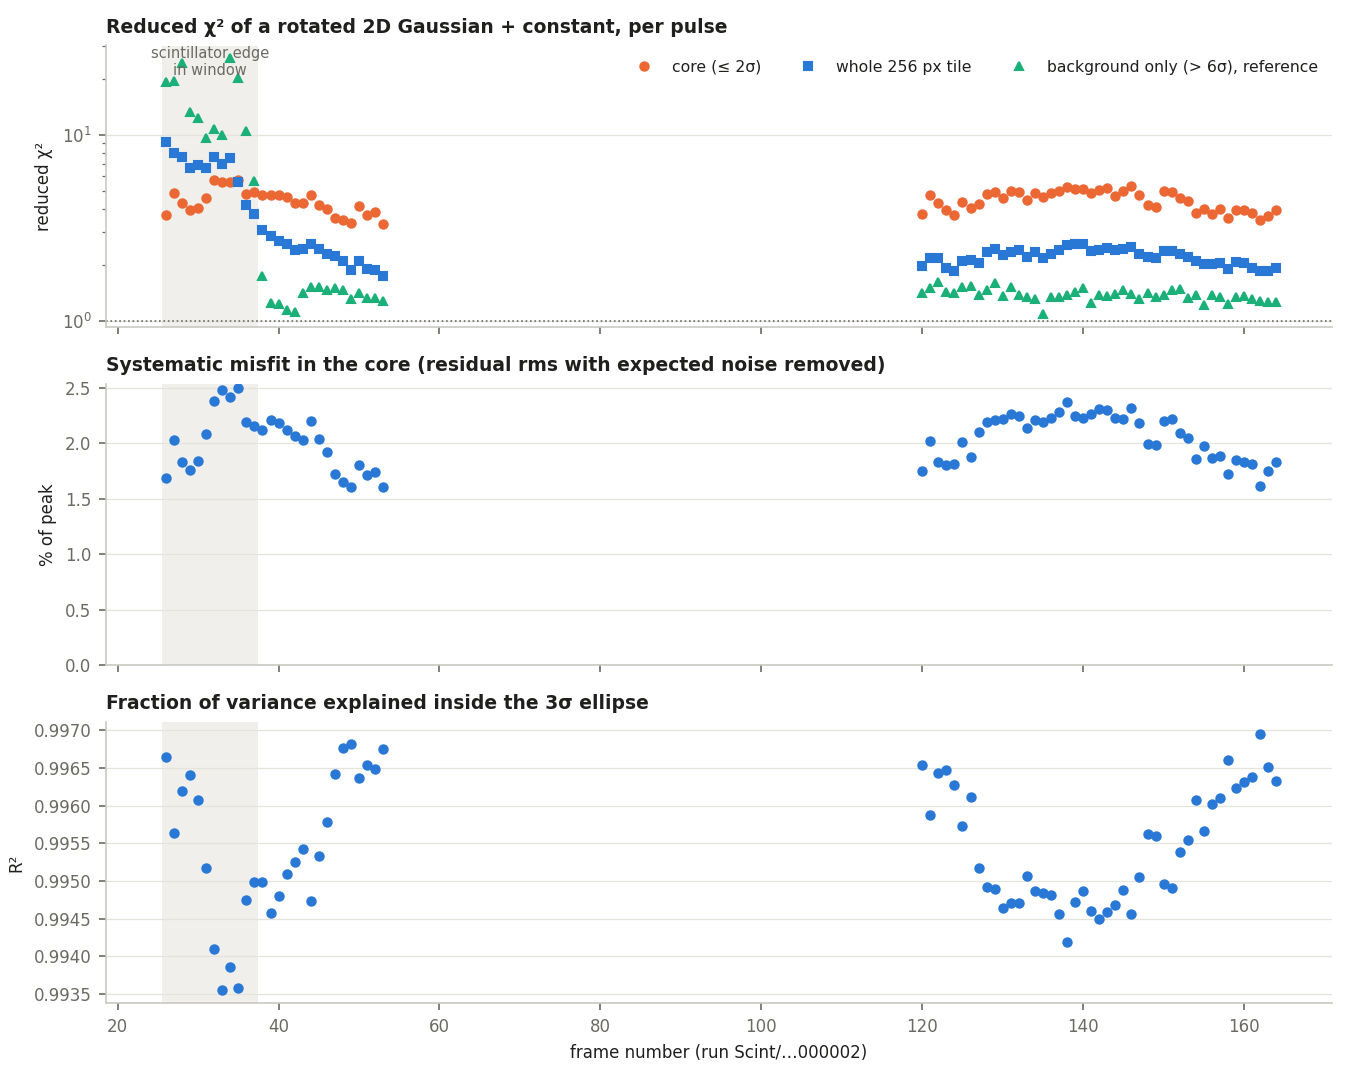 Reduced χ² of a rotated 2D Gaussian + constant, per pulse
scintillator edge
in window
core (≤ 2σ)
whole 256 px tile
background only (> 6σ), reference
reduced χ²
10¹
10⁰
Systematic misfit in the core (residual rms with expected noise removed)
% of peak
2.5
2.0
1.5
1.0
0.5
0.0
Fraction of variance explained inside the 3σ ellipse
R²
0.9970
0.9965
0.9960
0.9955
0.9950
0.9945
0.9940
0.9935
20 40 60 80 100 120 140 160
frame number (run Scint/…000002)